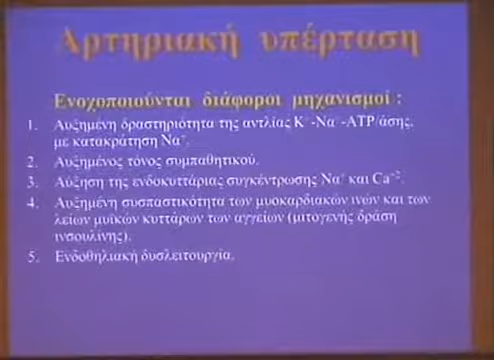 Αρτηριακή υπέρταση
Ενοχοποιούνται διάφοροι μηχανισμοί :
1. Αυξημένη δραστηριότητα της αντλίας K⁺-Na⁺-ATP/άσης,
με κατακράτηση Na⁺.
2. Αυξημένος τόνος συμπαθητικού.
3. Αύξηση της ενδοκυττάριας συγκέντρωσης Na⁺ και Ca⁺².
4. Αυξημένη συσπαστικότητα των μυοκαρδιακών ινών και των
λείων μυϊκών κυττάρων των αγγείων (μιτογενής δράση
ινσουλίνης).
5. Ενδοθηλιακή δυσλειτουργία.